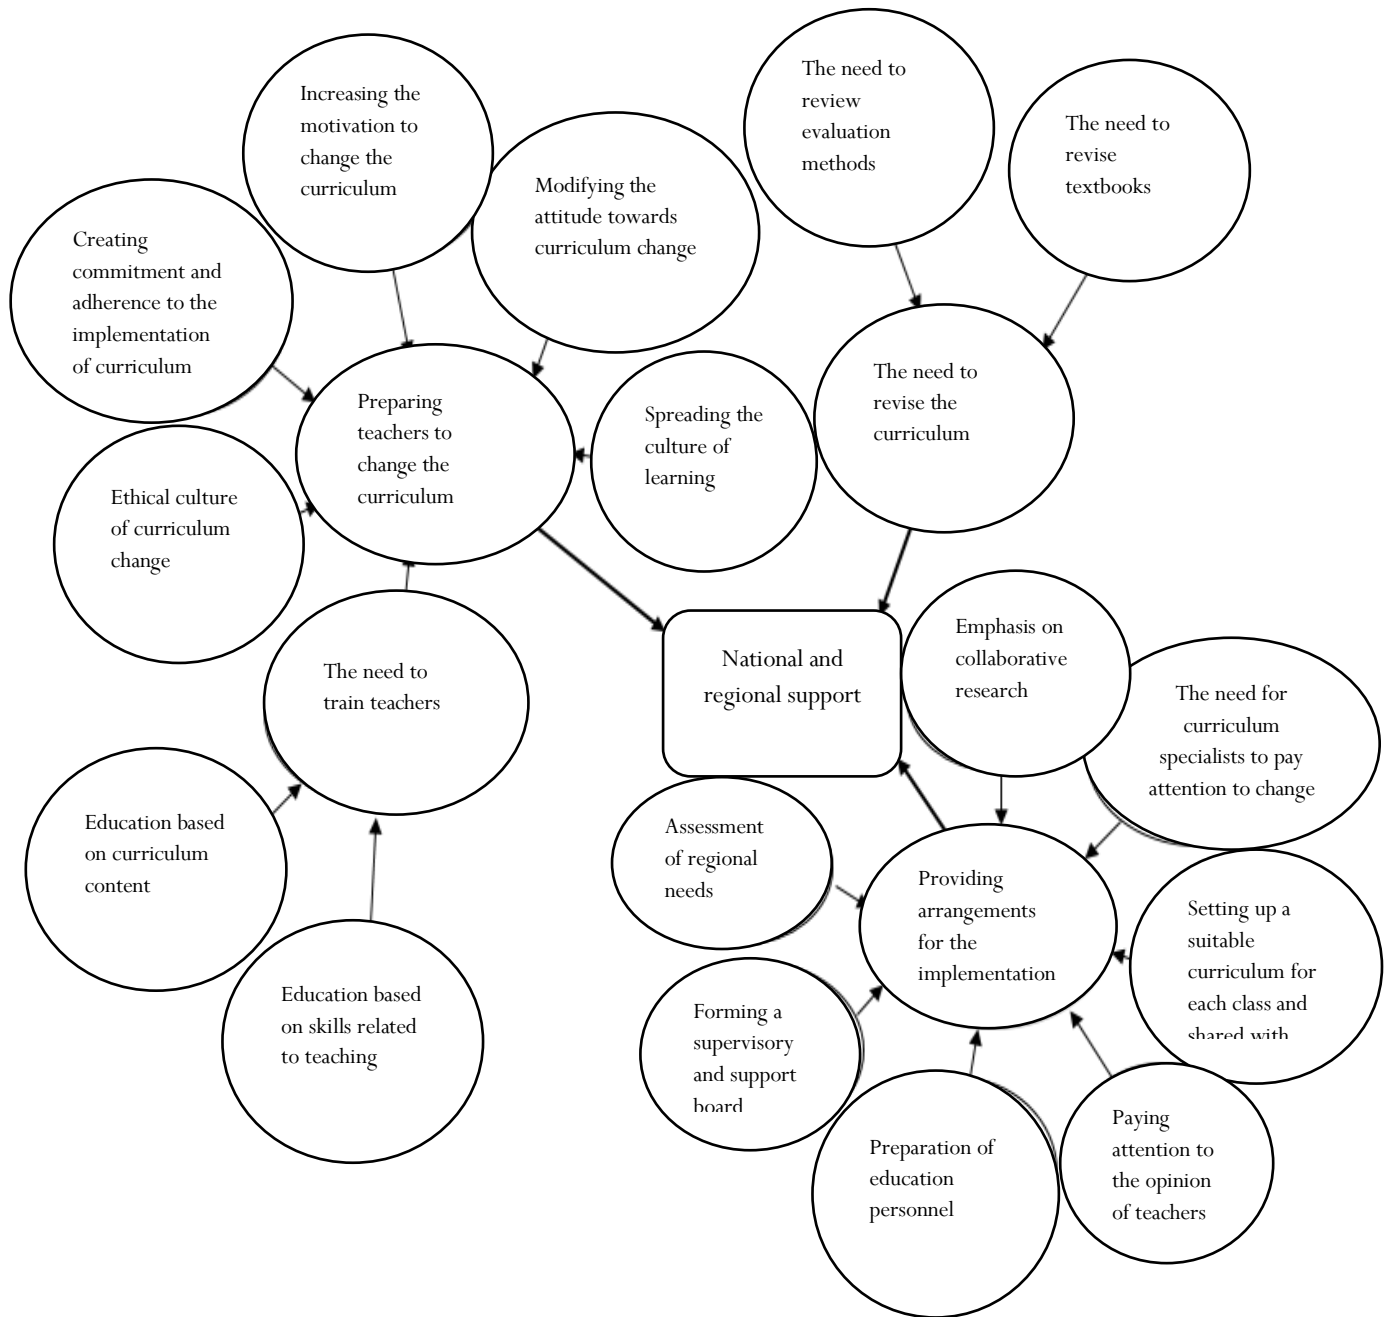 Increasing the
motivation to
change the
curriculum
The need to
review
evaluation
methods
The need to
revise
textbooks
Modifying the
attitude towards
curriculum change
Creating
commitment and
adherence to the
implementation
of curriculum
Preparing
teachers to
change the
curriculum
Spreading the
culture of
learning
The need to
revise the
curriculum
Ethical culture
of curriculum
change
The need to
train teachers
National and
regional support
Emphasis on
collaborative
research
The need for
curriculum
specialists to pay
attention to change
Education based
on curriculum
content
Assessment
of regional
needs
Providing
arrangements
for the
implementation
Setting up a
suitable
curriculum for
each class and
shared with
Education based
on skills related
to teaching
Forming a
supervisory
and support
board
Preparation of
education
personnel
Paying
attention to
the opinion
of teachers